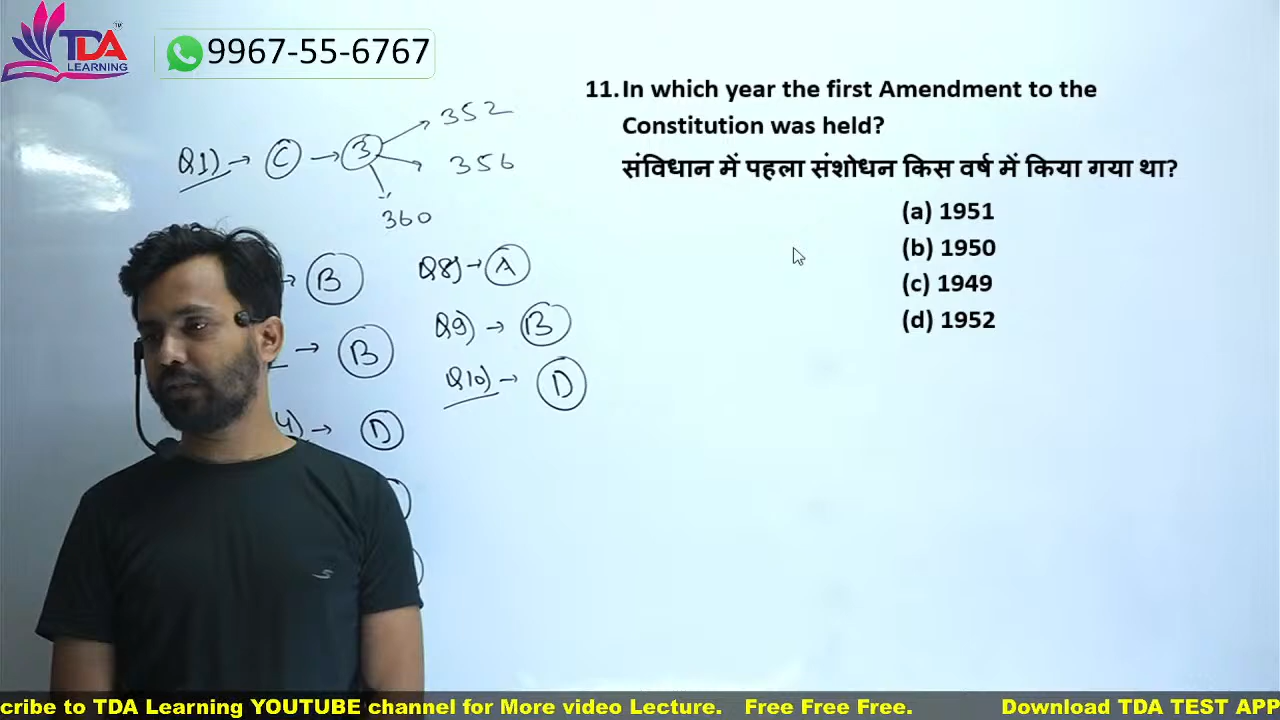 TDA
LEARNING
9967-55-6767
Q1) → C → 3 → 352
356
360
→ B
→ B
4) → D
Q8) → A
Q9) → B
Q10) → D
11. In which year the first Amendment to the
Constitution was held?
संविधान में पहला संशोधन किस वर्ष में किया गया था?
(a) 1951
(b) 1950
(c) 1949
(d) 1952
cribe to TDA Learning YOUTUBE channel for More video Lecture. Free Free Free. Download TDA TEST APP